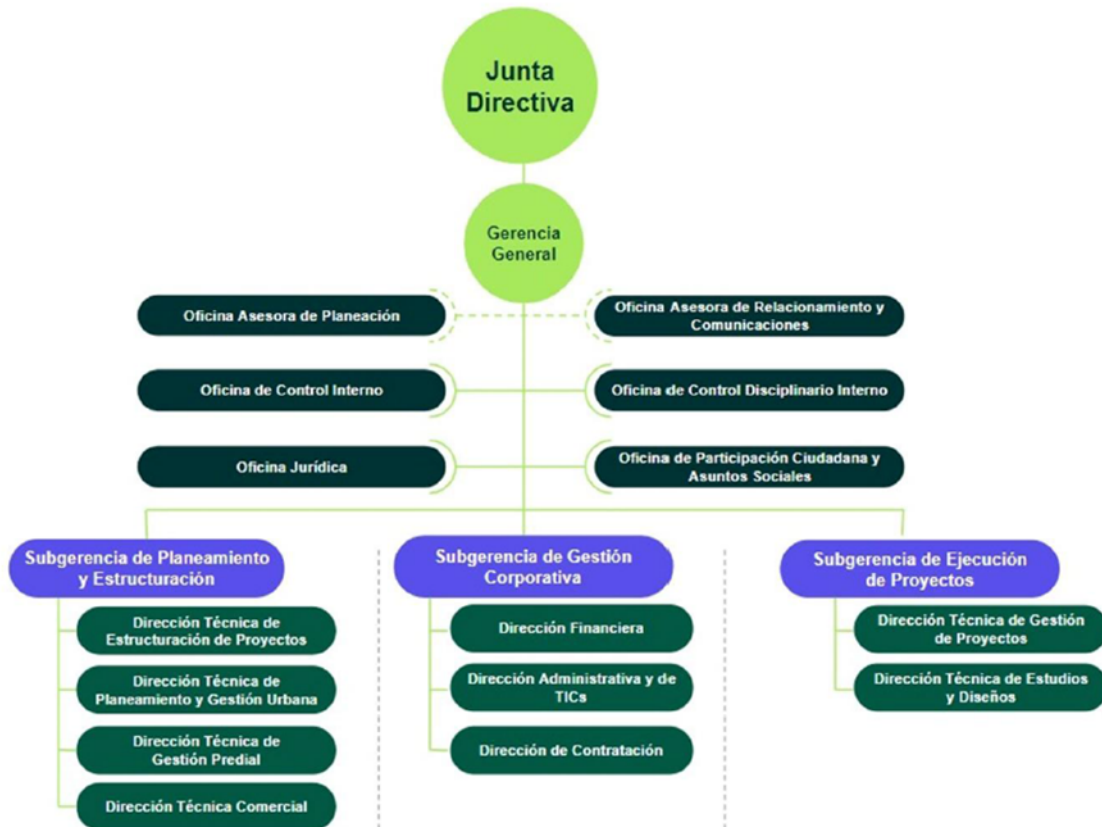 Junta
Directiva
Gerencia
General
Oficina Asesora de Planeación
Oficina Asesora de Relacionamiento y
Comunicaciones
Oficina de Control Interno
Oficina de Control Disciplinario Interno
Oficina Jurídica
Oficina de Participación Ciudadana y
Asuntos Sociales
Subgerencia de Planeamiento
y Estructuración
Dirección Técnica de
Estructuración de Proyectos
Dirección Técnica de
Planeamiento y Gestión Urbana
Dirección Técnica de
Gestión Predial
Dirección Técnica Comercial
Subgerencia de Gestión
Corporativa
Dirección Financiera
Dirección Administrativa y de
TICs
Dirección de Contratación
Subgerencia de Ejecución
de Proyectos
Dirección Técnica de Gestión
de Proyectos
Dirección Técnica de Estudios
y Diseños